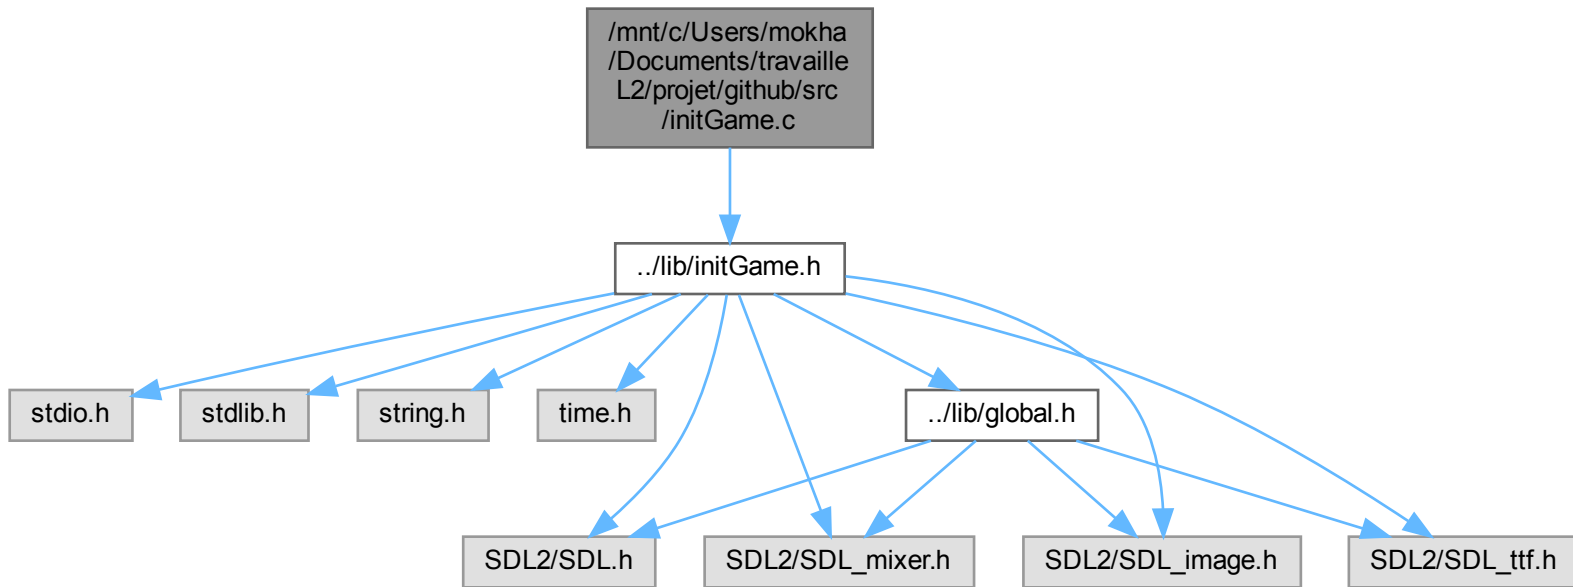 /mnt/c/Users/mokha
/Documents/travaille
L2/projet/github/src
/initGame.c
../lib/initGame.h
stdio.h
stdlib.h
string.h
time.h
../lib/global.h
SDL2/SDL.h
SDL2/SDL_mixer.h
SDL2/SDL_image.h
SDL2/SDL_ttf.h